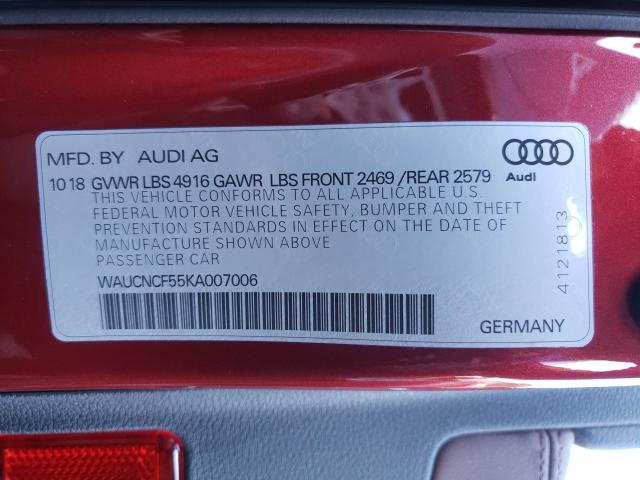 MFD. BY AUDI AG
10 18 GVWR LBS 4916 GAWR LBS FRONT 2469 /REAR 2579
THIS VEHICLE CONFORMS TO ALL APPLICABLE U.S.
FEDERAL MOTOR VEHICLE SAFETY, BUMPER AND THEFT
PREVENTION STANDARDS IN EFFECT ON THE DATE OF
MANUFACTURE SHOWN ABOVE
PASSENGER CAR
WAUCNCF55KA007006
GERMANY
Audi
4121813